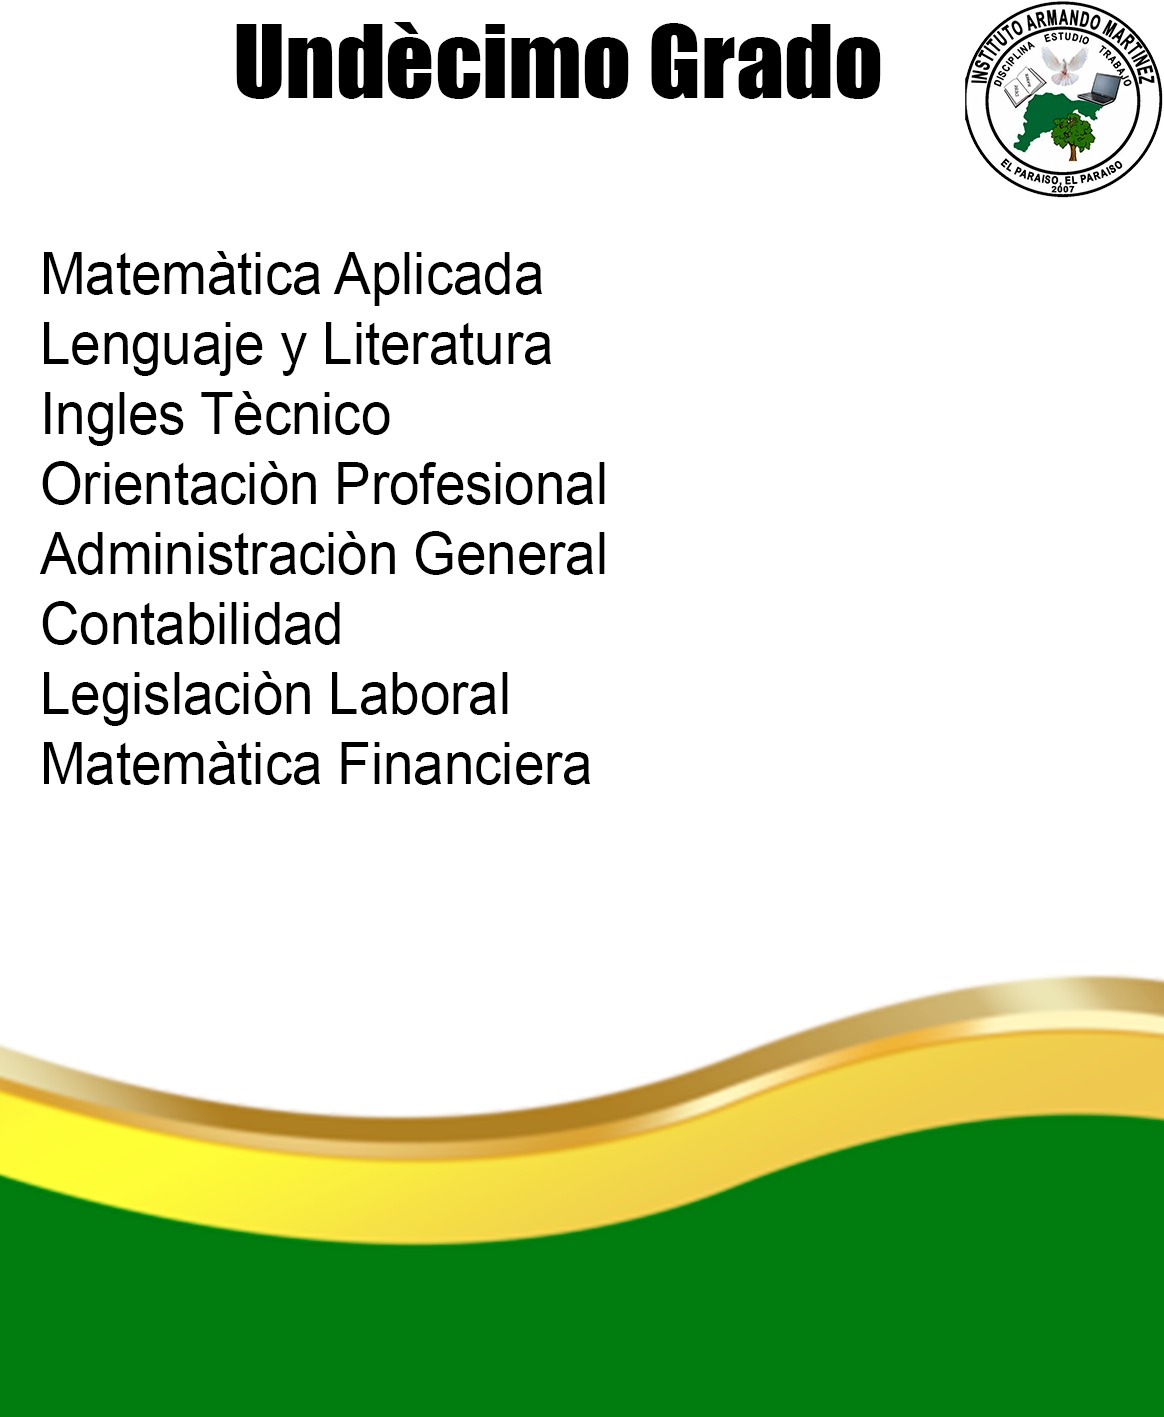 Undècimo Grado
INSTITUTO ARMANDO MARTINEZ
DISCIPLINA ESTUDIO TRABAJO
EL PARAISO, EL PARAISO
2007
Matemàtica Aplicada
Lenguaje y Literatura
Ingles Tècnico
Orientaciòn Profesional
Administraciòn General
Contabilidad
Legislaciòn Laboral
Matemàtica Financiera